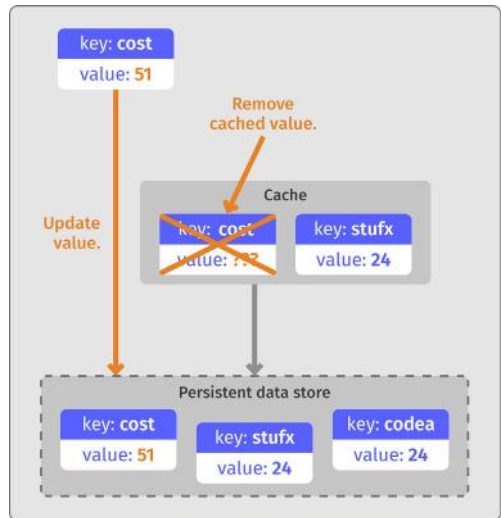 key: cost
value: 51
Remove
cached value.
Update
value.
Cache
key: cost
value: ???
key: stufx
value: 24
Persistent data store
key: cost
value: 51
key: stufx
value: 24
key: codea
value: 24